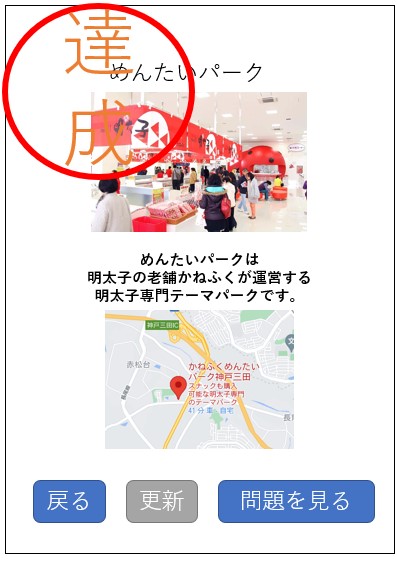 達
成
めんたいパーク
めんたいパークは
明太子の老舗かねふくが運営する
明太子専門テーマパークです。
神戸三田IC
赤松台
かねふくめんたい
パーク神戸三田
スナックも購入
可能な明太子専門
のテーマパーク
41 分 車 - 自宅
戻る
更新
問題を見る